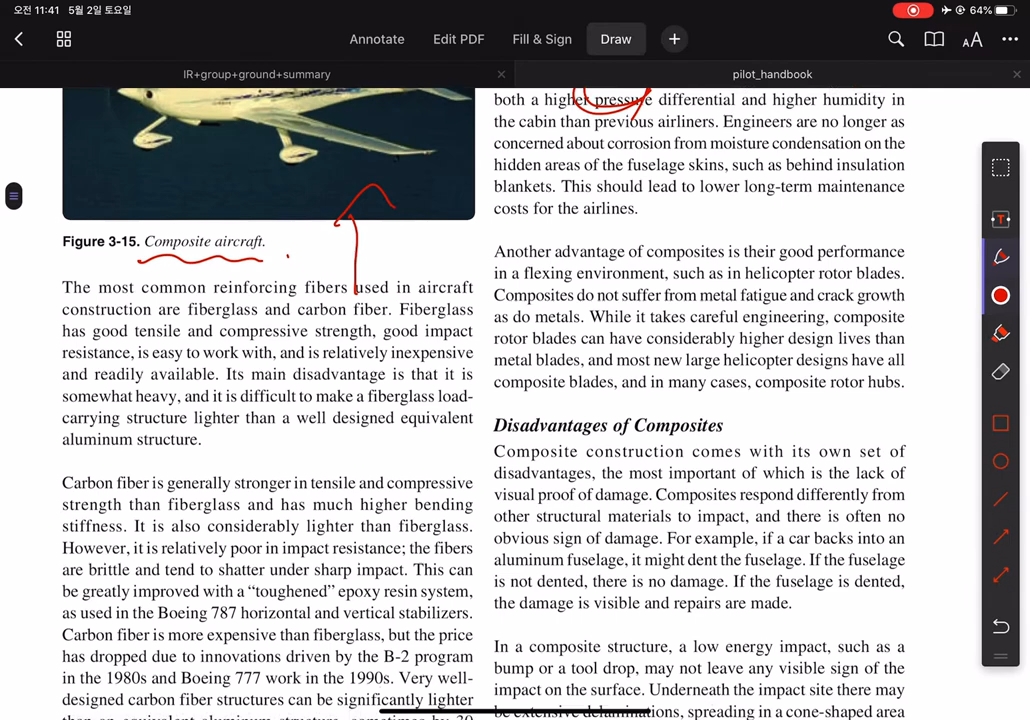 오전 11:41 5월 2일 토요일
64%
Annotate Edit PDF Fill & Sign Draw
AA
IR+group+ground+summary
pilot_handbook
Figure 3-15. Composite aircraft.
The most common reinforcing fibers used in aircraft
construction are fiberglass and carbon fiber. Fiberglass
has good tensile and compressive strength, good impact
resistance, is easy to work with, and is relatively inexpensive
and readily available. Its main disadvantage is that it is
somewhat heavy, and it is difficult to make a fiberglass load-
carrying structure lighter than a well designed equivalent
aluminum structure.
Carbon fiber is generally stronger in tensile and compressive
strength than fiberglass and has much higher bending
stiffness. It is also considerably lighter than fiberglass.
However, it is relatively poor in impact resistance; the fibers
are brittle and tend to shatter under sharp impact. This can
be greatly improved with a “toughened” epoxy resin system,
as used in the Boeing 787 horizontal and vertical stabilizers.
Carbon fiber is more expensive than fiberglass, but the price
has dropped due to innovations driven by the B-2 program
in the 1980s and Boeing 777 work in the 1990s. Very well-
designed carbon fiber structures can be significantly lighter
than an equivalent aluminum structure, sometimes by 30
both a higher pressure differential and higher humidity in
the cabin than previous airliners. Engineers are no longer as
concerned about corrosion from moisture condensation on the
hidden areas of the fuselage skins, such as behind insulation
blankets. This should lead to lower long-term maintenance
costs for the airlines.
Another advantage of composites is their good performance
in a flexing environment, such as in helicopter rotor blades.
Composites do not suffer from metal fatigue and crack growth
as do metals. While it takes careful engineering, composite
rotor blades can have considerably higher design lives than
metal blades, and most new large helicopter designs have all
composite blades, and in many cases, composite rotor hubs.
Disadvantages of Composites
Composite construction comes with its own set of
disadvantages, the most important of which is the lack of
visual proof of damage. Composites respond differently from
other structural materials to impact, and there is often no
obvious sign of damage. For example, if a car backs into an
aluminum fuselage, it might dent the fuselage. If the fuselage
is not dented, there is no damage. If the fuselage is dented,
the damage is visible and repairs are made.
In a composite structure, a low energy impact, such as a
bump or a tool drop, may not leave any visible sign of the
impact on the surface. Underneath the impact site there may
be extensive delaminations, spreading in a cone-shaped area
T